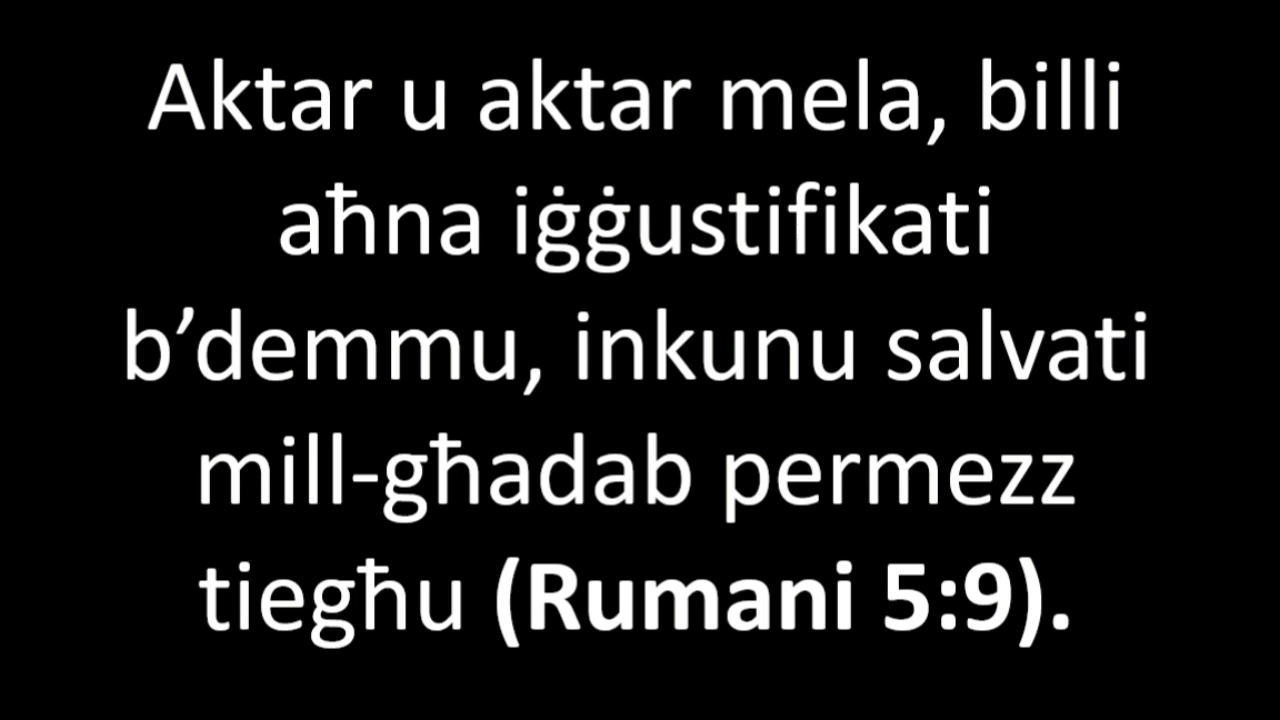 Aktar u aktar mela, billi
aħna iġġustifikati
b’demmu, inkunu salvati
mill-għadab permezz
tiegħu (Rumani 5:9).